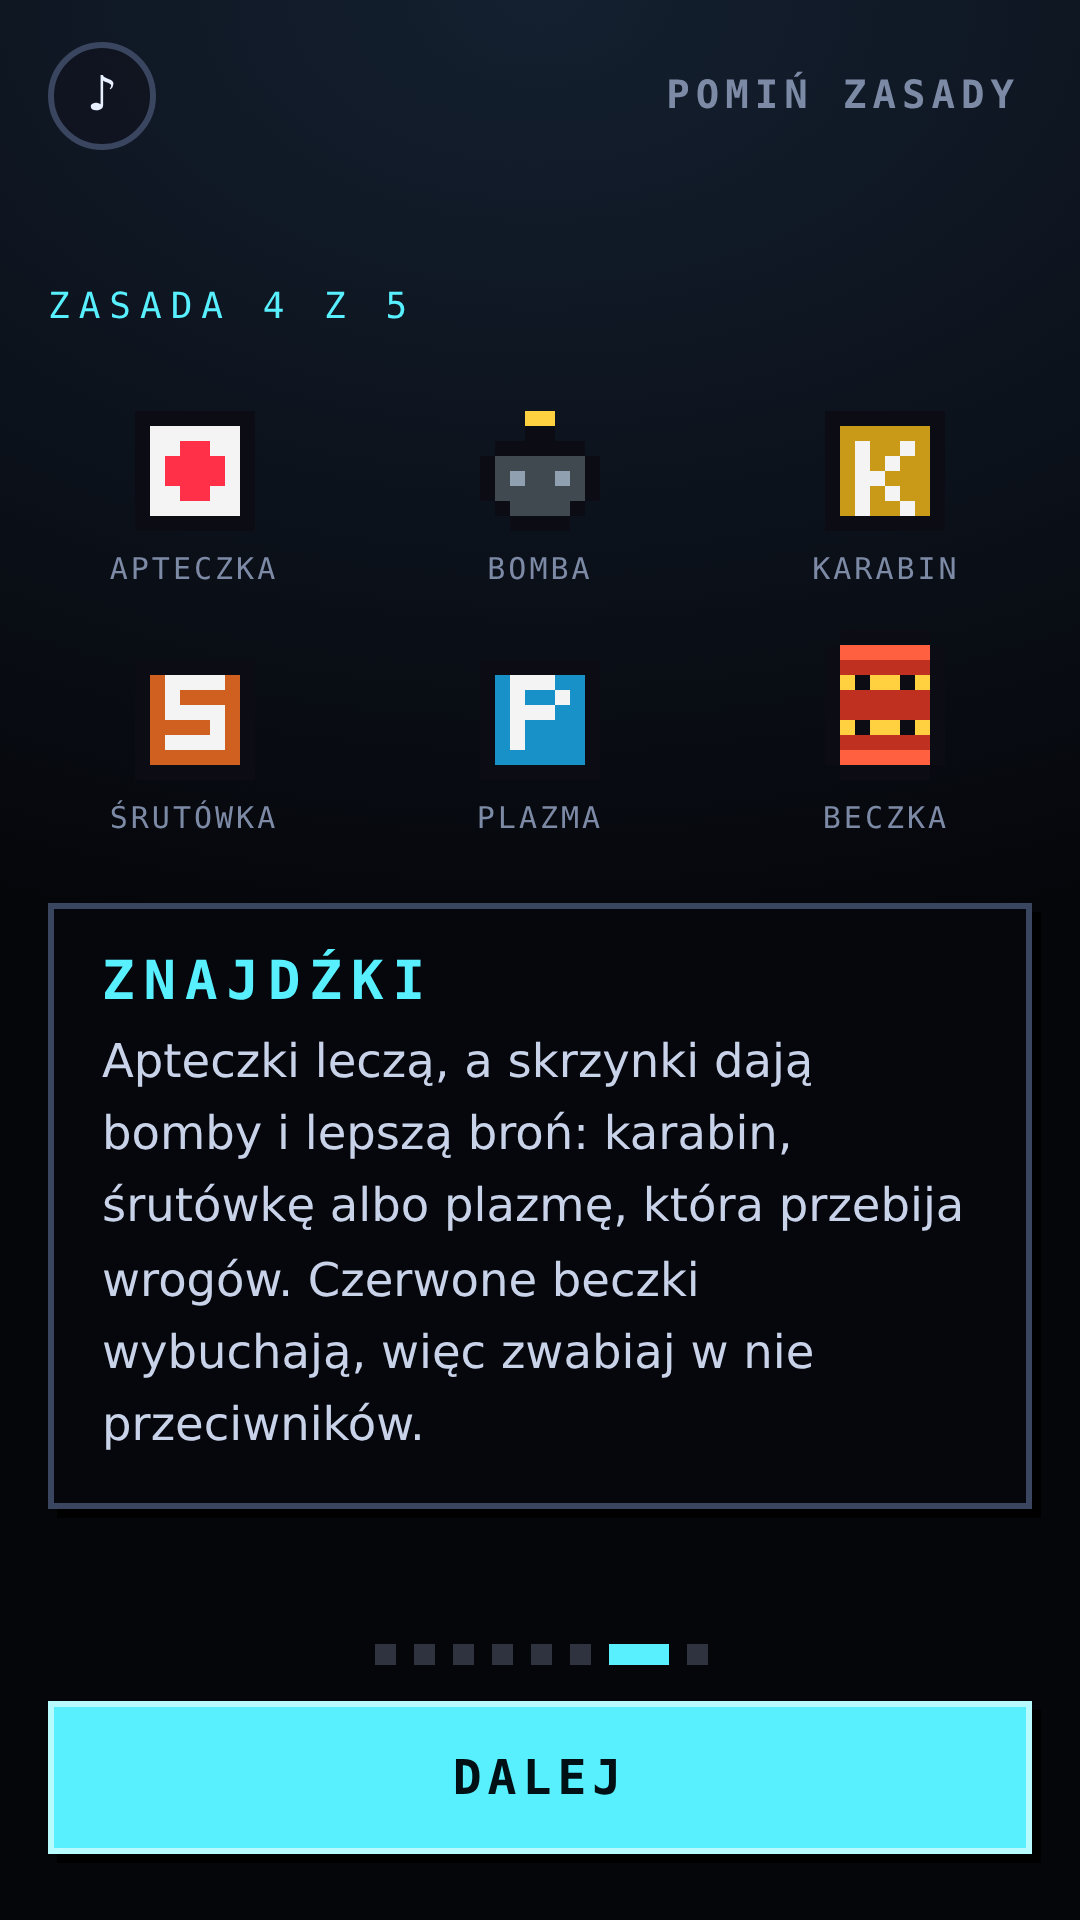 ♪
POMIŃ ZASADY
ZASADA 4 Z 5
K
APTECZKA BOMBA KARABIN
S P
ŚRUTÓWKA PLAZMA BECZKA
ZNAJDŹKI
Apteczki leczą, a skrzynki dają
bomby i lepszą broń: karabin,
śrutówkę albo plazmę, która przebija
wrogów. Czerwone beczki
wybuchają, więc zwabiaj w nie
przeciwników.
DALEJ